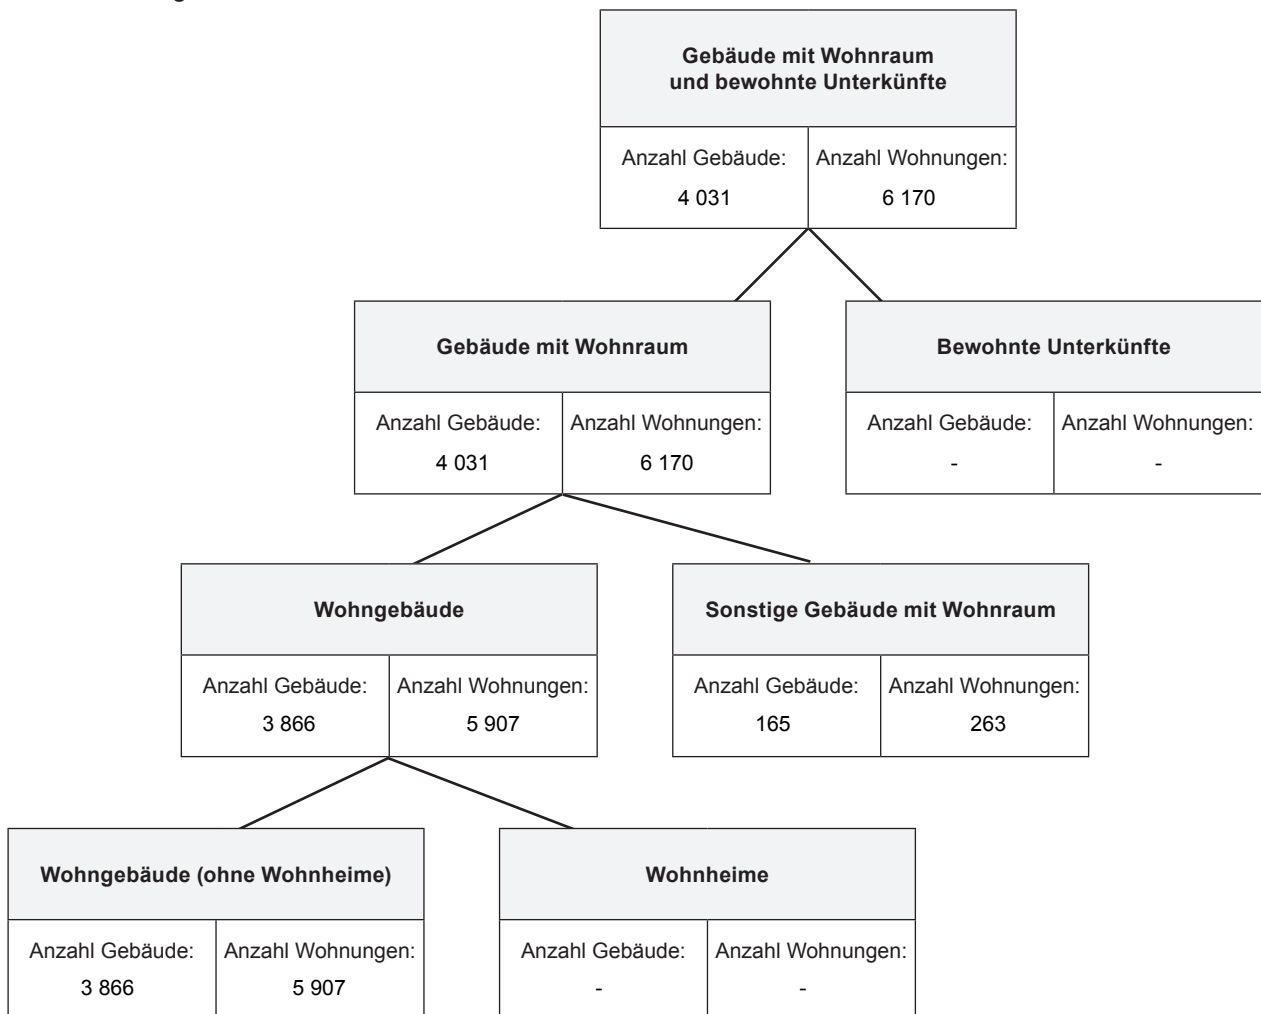 Gebäude mit Wohnraum
und bewohnte Unterkünfte
Anzahl Gebäude: Anzahl Wohnungen:
4 031 6 170
Gebäude mit Wohnraum
Anzahl Gebäude: Anzahl Wohnungen:
4 031 6 170
Bewohnte Unterkünfte
Anzahl Gebäude: Anzahl Wohnungen:
- -
Wohngebäude
Anzahl Gebäude: Anzahl Wohnungen:
3 866 5 907
Sonstige Gebäude mit Wohnraum
Anzahl Gebäude: Anzahl Wohnungen:
165 263
Wohngebäude (ohne Wohnheime)
Anzahl Gebäude: Anzahl Wohnungen:
3 866 5 907
Wohnheime
Anzahl Gebäude: Anzahl Wohnungen:
- -